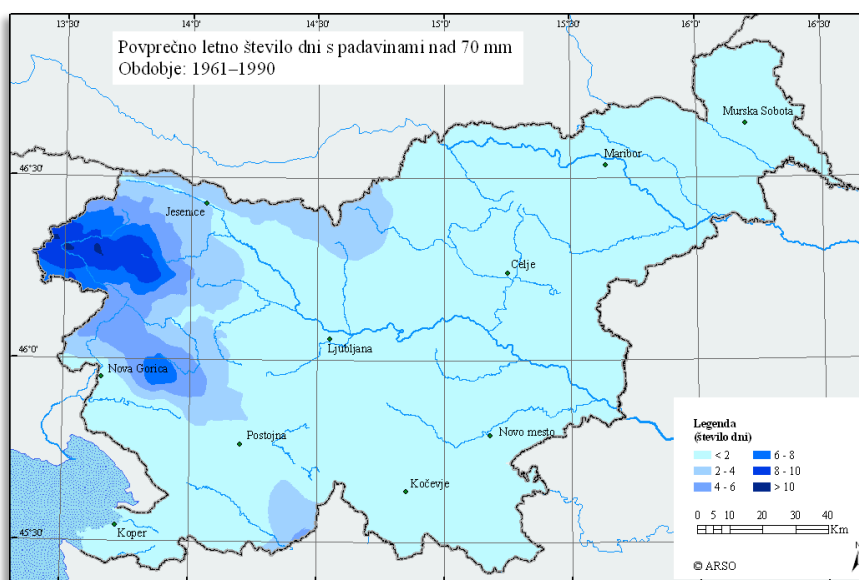 13°30' 14°0' 14°30' 15°0' 15°30' 16°0' 16°30'
Povprečno letno število dni s padavinami nad 70 mm
Obdobje: 1961–1990
Murska Sobota
46°30'
Maribor
Jesenice
Celje
46°0'
Ljubljana
Nova Gorica
Postojna
Novo mesto
Kočevje
45°30'
Koper
Legenda
(število dni)
< 2 6 - 8
2 - 4 8 - 10
4 - 6 > 10
0 5 10 20 30 40
Km
N
© ARSO